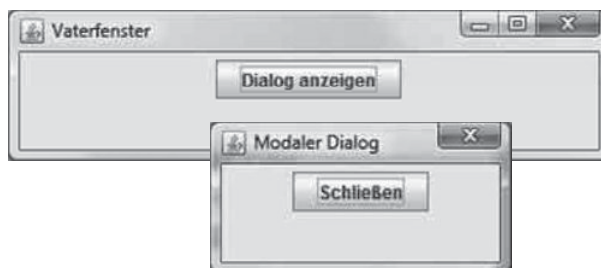 Vaterfenster
Dialog anzeigen
Modaler Dialog
Schließen